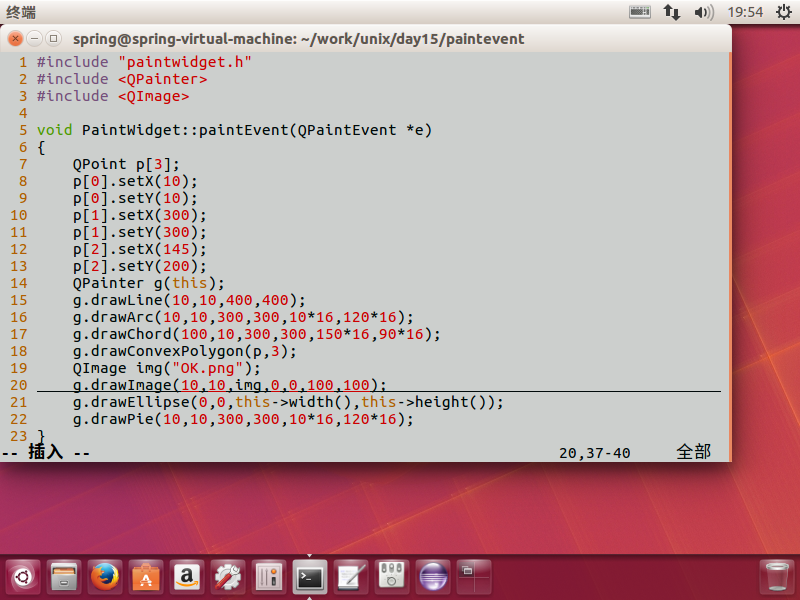 终端
19:54
spring@spring-virtual-machine: ~/work/unix/day15/paintevent
1 #include "paintwidget.h"
2 #include <QPainter>
3 #include <QImage>
4
5 void PaintWidget::paintEvent(QPaintEvent *e)
6 {
7     QPoint p[3];
8     p[0].setX(10);
9     p[0].setY(10);
10     p[1].setX(300);
11     p[1].setY(300);
12     p[2].setX(145);
13     p[2].setY(200);
14     QPainter g(this);
15     g.drawLine(10,10,400,400);
16     g.drawArc(10,10,300,300,10*16,120*16);
17     g.drawChord(100,10,300,300,150*16,90*16);
18     g.drawConvexPolygon(p,3);
19     QImage img("OK.png");
20     g.drawImage(10,10,img,0,0,100,100);
21     g.drawEllipse(0,0,this->width(),this->height());
22     g.drawPie(10,10,300,300,10*16,120*16);
23 }
-- 插入 -- 20,37-40 全部